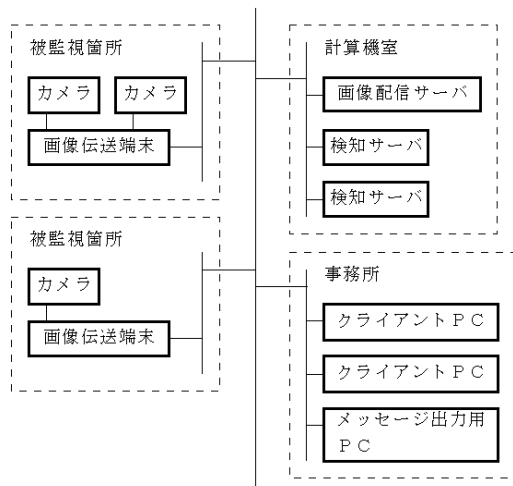 被監視箇所
カメラ
カメラ
画像伝送端末
被監視箇所
カメラ
画像伝送端末
計算機室
画像配信サーバ
検知サーバ
検知サーバ
事務所
クライアントＰＣ
クライアントＰＣ
メッセージ出力用
ＰＣ